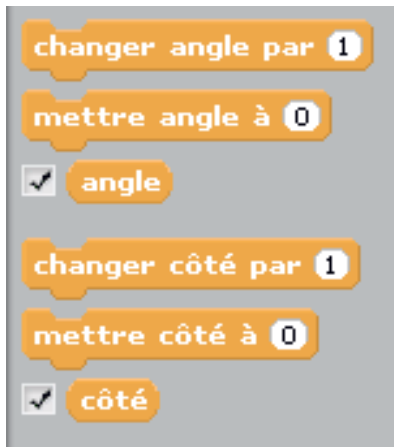 changer angle par 1
mettre angle à 0
angle
changer côté par 1
mettre côté à 0
côté